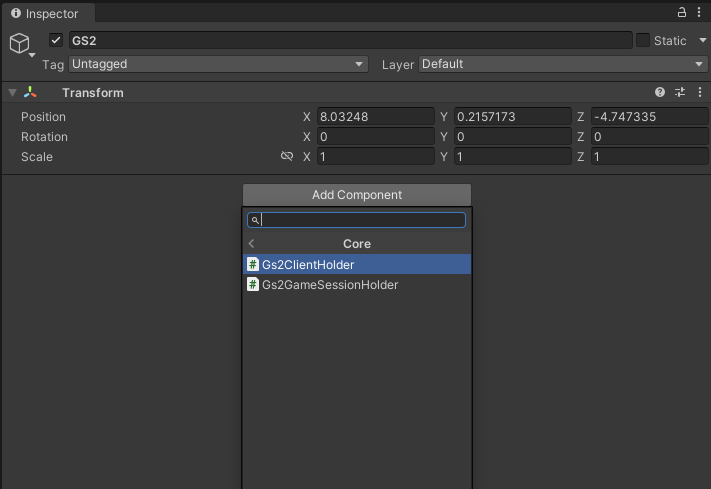 Inspector
GS2 Static
Tag Untagged Layer Default
Transform
Position X 8.03248 Y 0.2157173 Z -4.747335
Rotation X 0 Y 0 Z 0
Scale X 1 Y 1 Z 1
Add Component
Core
# Gs2ClientHolder
# Gs2GameSessionHolder